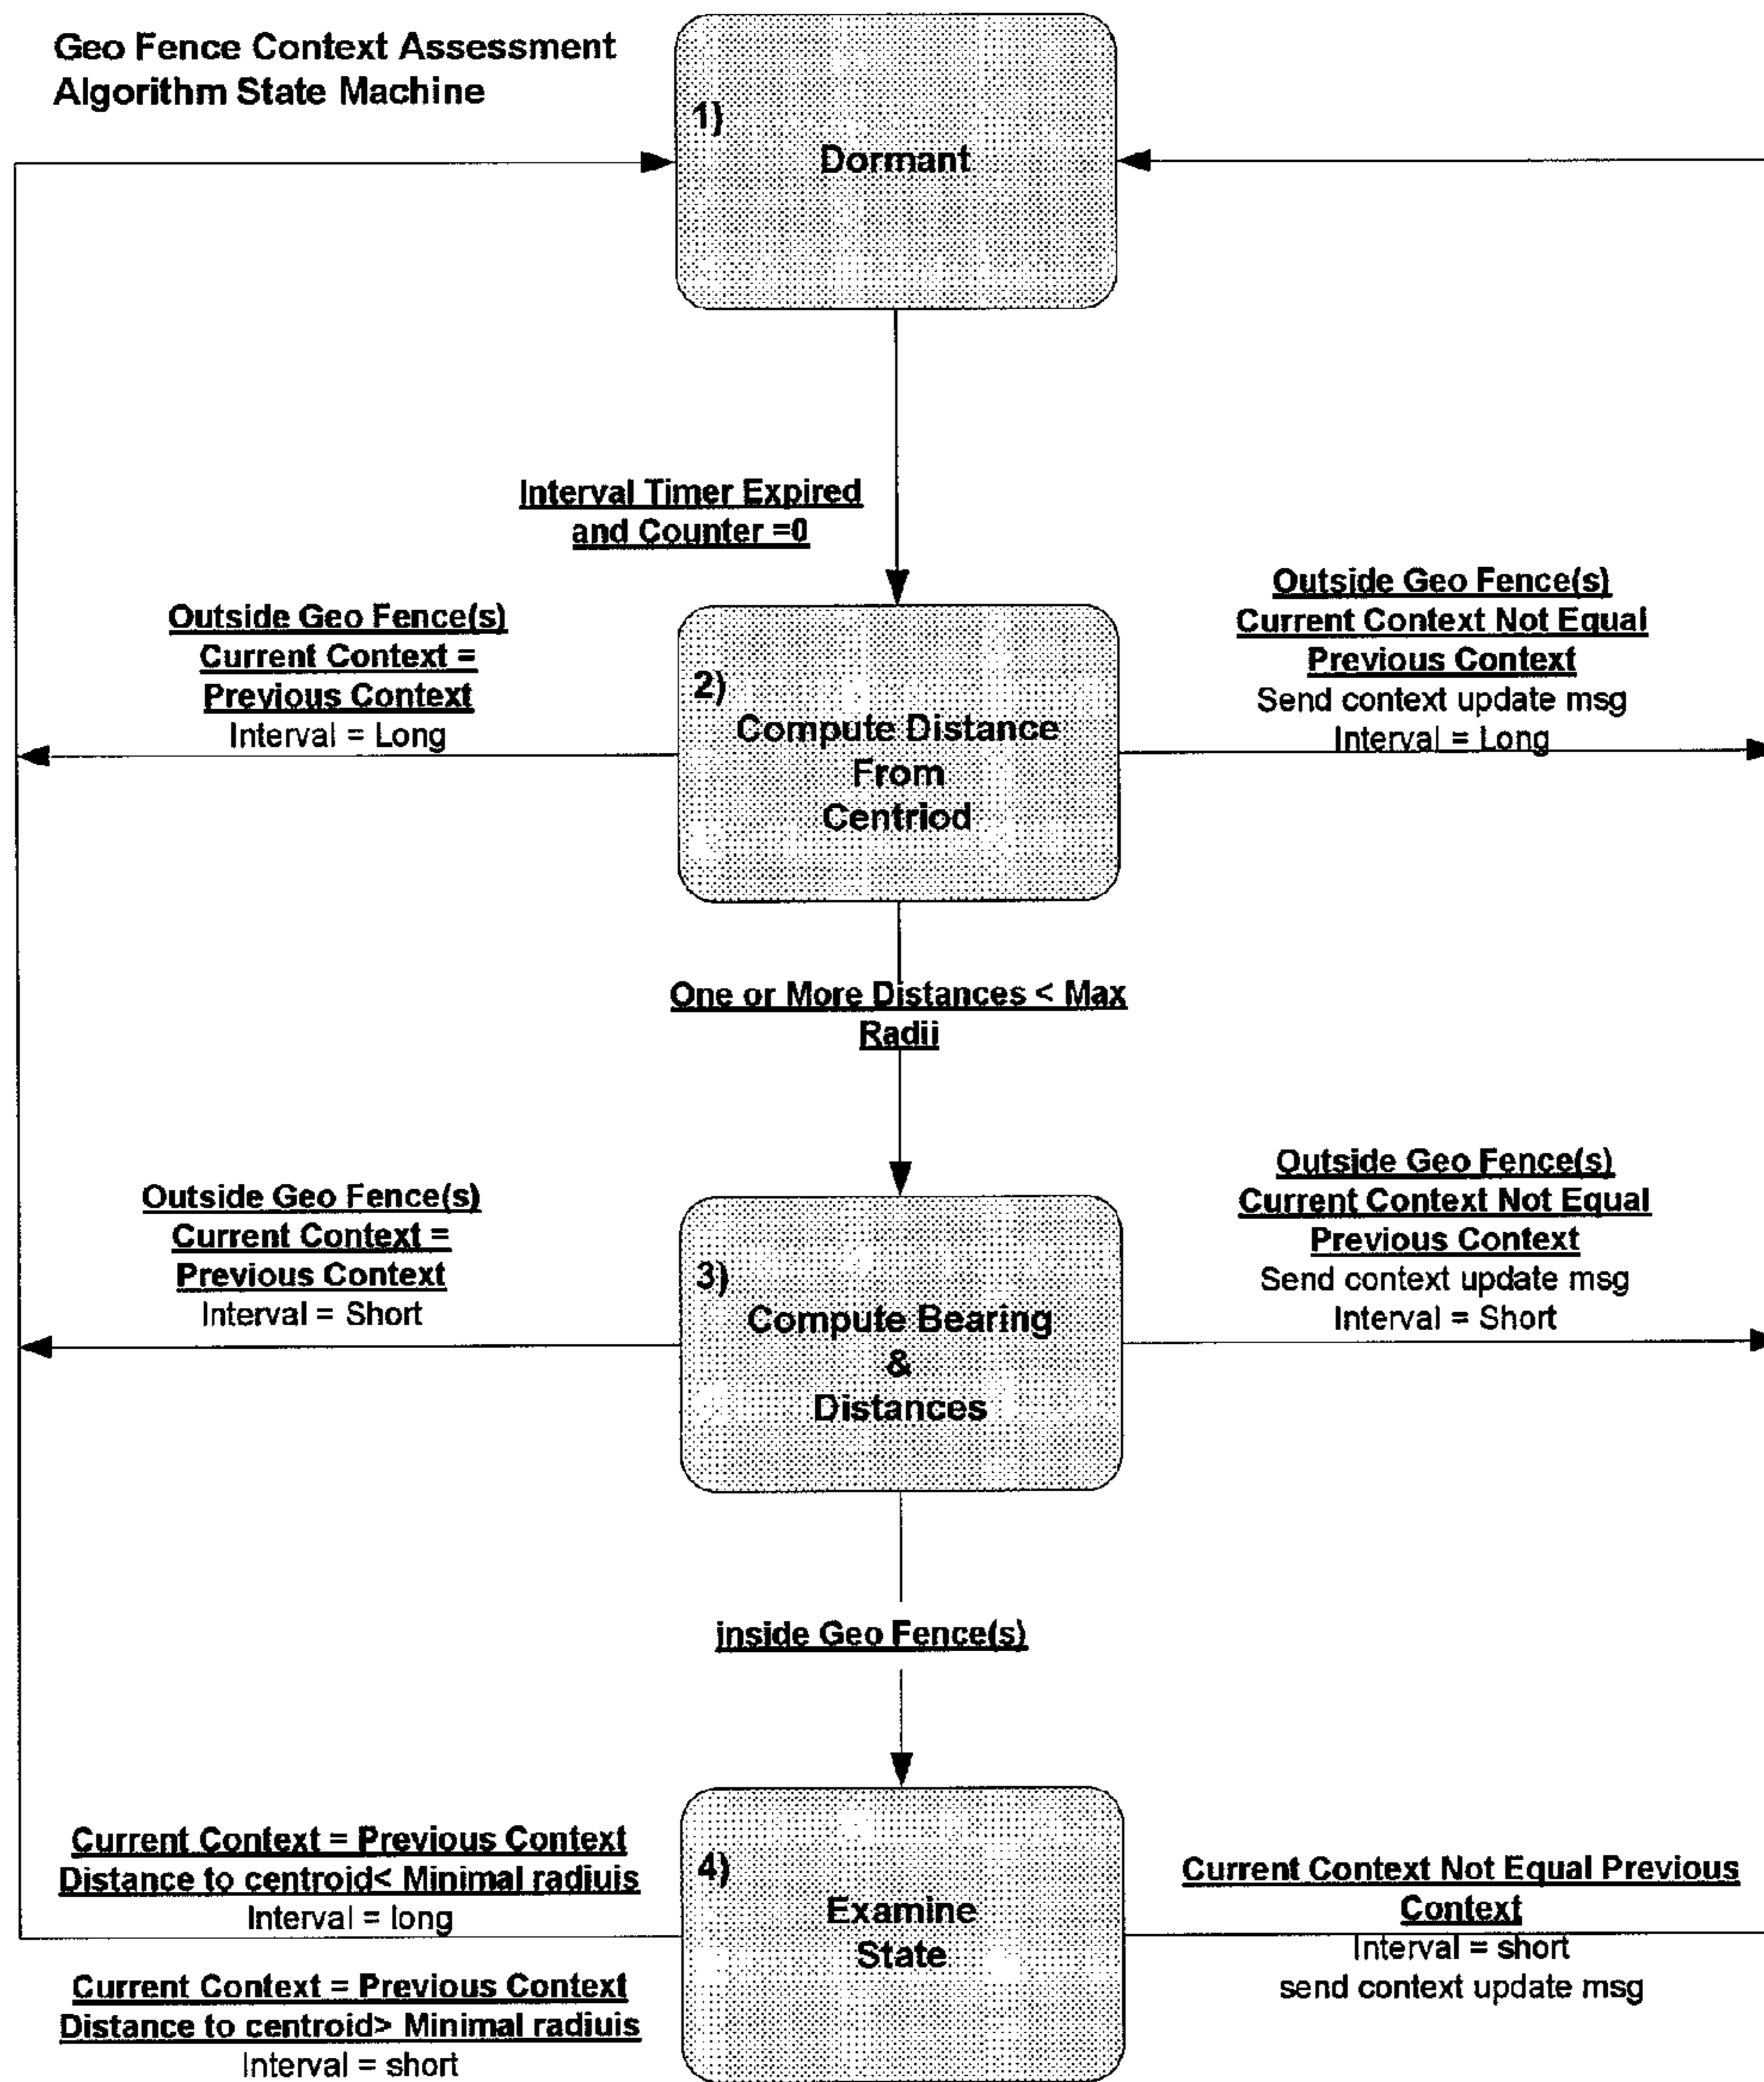 Geo Fence Context Assessment
Algorithm State Machine
1)
Dormant
Interval Timer Expired
and Counter =0
Outside Geo Fence(s)
Current Context =
Previous Context
Interval = Long
2)
Compute Distance
From
Centriod
Outside Geo Fence(s)
Current Context Not Equal
Previous Context
Send context update msg
Interval = Long
One or More Distances < Max
Radii
Outside Geo Fence(s)
Current Context =
Previous Context
Interval = Short
3)
Compute Bearing
&
Distances
Outside Geo Fence(s)
Current Context Not Equal
Previous Context
Send context update msg
Interval = Short
inside Geo Fence(s)
Current Context = Previous Context
Distance to centroid< Minimal radiuis
Interval = long
Current Context = Previous Context
Distance to centroid> Minimal radiuis
Interval = short
4)
Examine
State
Current Context Not Equal Previous
Context
Interval = short
send context update msg